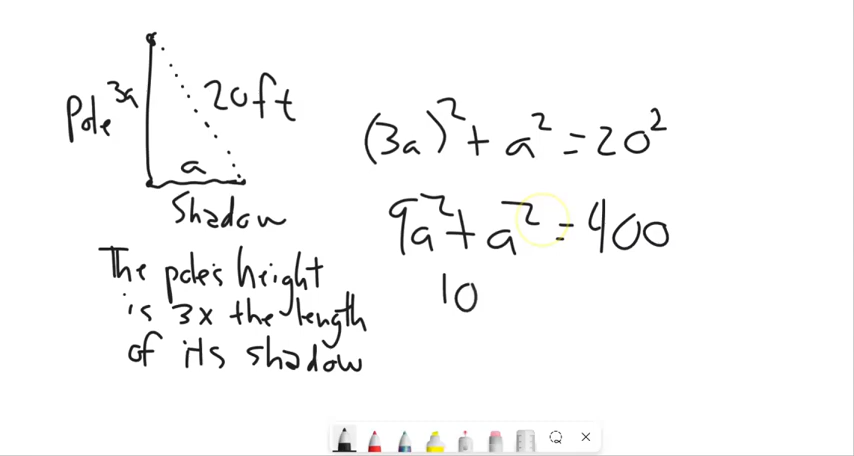 Pole
3a
20ft
a
Shadow
The pole's height
is 3x the length
of its shadow
(3a)² + a² = 20²
9a² + a² = 400
10